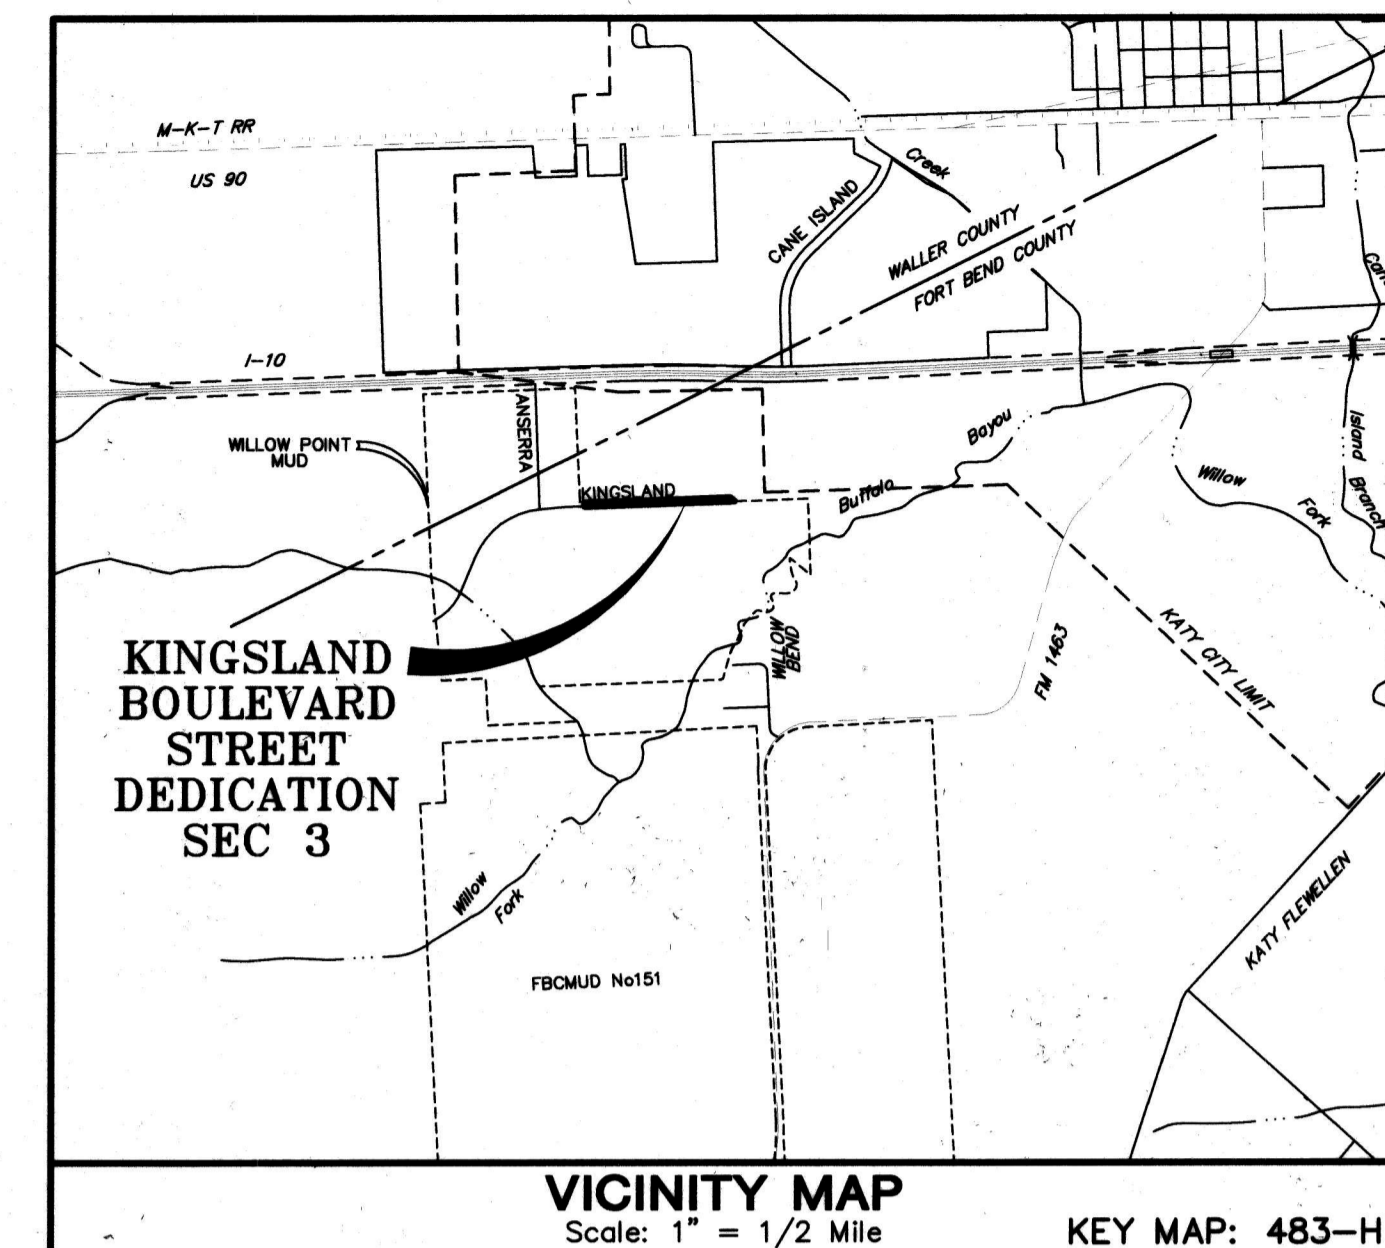 M-K-T RR
US 90
Creek
CANE ISLAND
WALLER COUNTY
FORT BEND COUNTY
I-10
ANSERRA
WILLOW POINT
MUD
KINGSLAND
Bayou
Buffalo
Willow
Fork
Island Branch
KINGSLAND
BOULEVARD
STREET
DEDICATION
SEC 3
WILLOW
BEND
FM 1463
KATY CITY LIMIT
Willow
Fork
KATY FLEWELLEN
FBCMUD No151
VICINITY MAP
Scale: 1" = 1/2 Mile
KEY MAP: 483-H